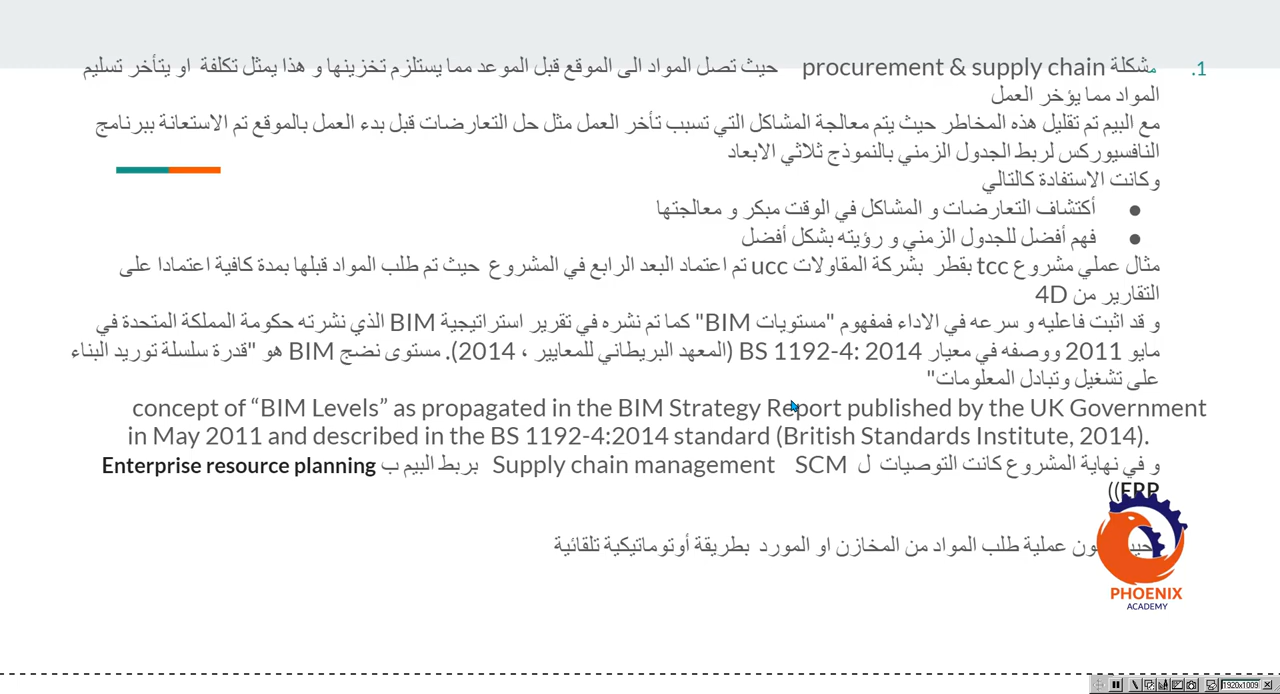 1. مشكلة procurement & supply chain حيث تصل المواد الى الموقع قبل الموعد مما يستلزم تخزينها و هذا يمثل تكلفة او يتأخر تسليم
المواد مما يؤخر العمل
مع البيم تم تقليل هذه المخاطر حيث يتم معالجة المشاكل التي تسبب تأخر العمل مثل حل التعارضات قبل بدء العمل بالموقع تم الاستعانة ببرنامج
النافسيوركس لربط الجدول الزمني بالنموذج ثلاثي الابعاد
وكانت الاستفادة كالتالي
● أكتشاف التعارضات و المشاكل في الوقت مبكر و معالجتها
● فهم أفضل للجدول الزمني و رؤيته بشكل أفضل
مثال عملي مشروع tcc بقطر بشركة المقاولات ucc تم اعتماد البعد الرابع في المشروع حيث تم طلب المواد قبلها بمدة كافية اعتمادا على
التقارير من 4D
و قد اثبت فاعليه و سرعه في الاداء فمفهوم "مستويات BIM" كما تم نشره في تقرير استراتيجية BIM الذي نشرته حكومة المملكة المتحدة في
مايو 2011 ووصفه في معيار BS 1192-4: 2014 (المعهد البريطاني للمعايير ، 2014). مستوى نضج BIM هو "قدرة سلسلة توريد البناء
على تشغيل وتبادل المعلومات"
concept of “BIM Levels” as propagated in the BIM Strategy Report published by the UK Government
in May 2011 and described in the BS 1192-4:2014 standard (British Standards Institute, 2014).
و في نهاية المشروع كانت التوصيات ل Supply chain management SCM بربط البيم ب Enterprise resource planning
ERP))
عملية طلب المواد من المخازن او المورد بطريقة أوتوماتيكية تلقائية
PHOENIX
ACADEMY
1920x1009